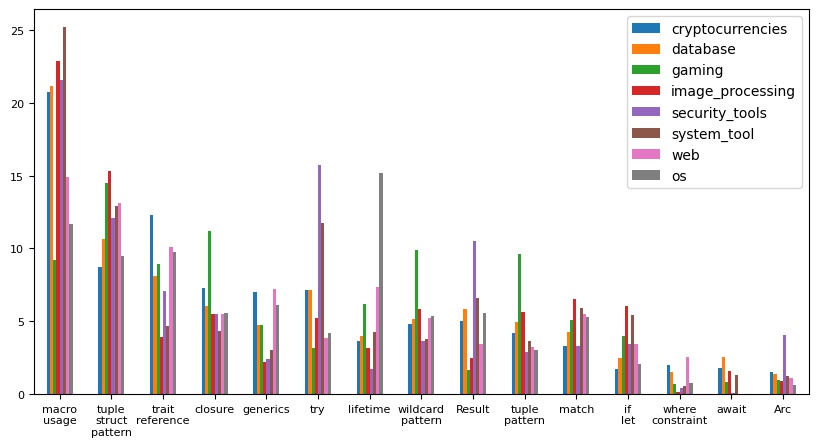 25
20
15
10
5
0
cryptocurrencies
database
gaming
image_processing
security_tools
system_tool
web
os
macro
usage
tuple
struct
pattern
trait
reference
closure
generics
try
lifetime
wildcard
pattern
Result
tuple
pattern
match
if
let
where
constraint
await
Arc